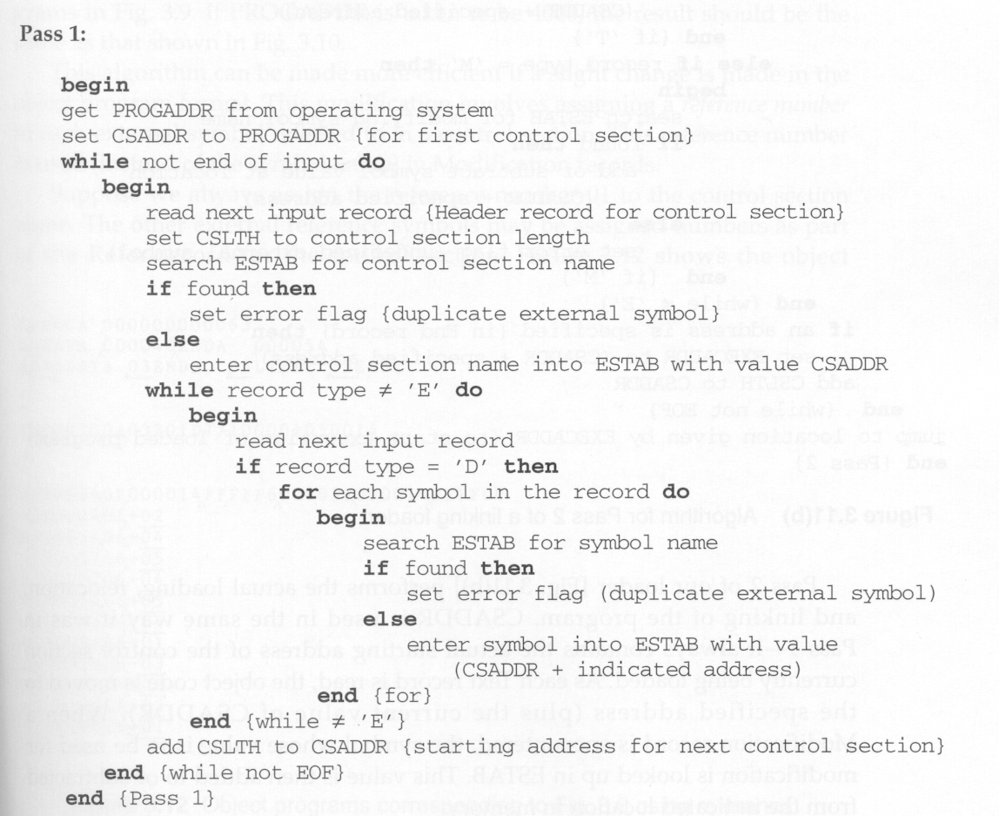 Pass 1:
begin
get PROGADDR from operating system
set CSADDR to PROGADDR {for first control section}
while not end of input do
begin
read next input record {Header record for control section}
set CSLTH to control section length
search ESTAB for control section name
if found then
set error flag {duplicate external symbol}
else
enter control section name into ESTAB with value CSADDR
while record type ≠ 'E' do
begin
read next input record
if record type = 'D' then
for each symbol in the record do
begin
search ESTAB for symbol name
if found then
set error flag (duplicate external symbol)
else
enter symbol into ESTAB with value
(CSADDR + indicated address)
end {for}
end {while ≠ 'E'}
add CSLTH to CSADDR {starting address for next control section}
end {while not EOF}
end {Pass 1}